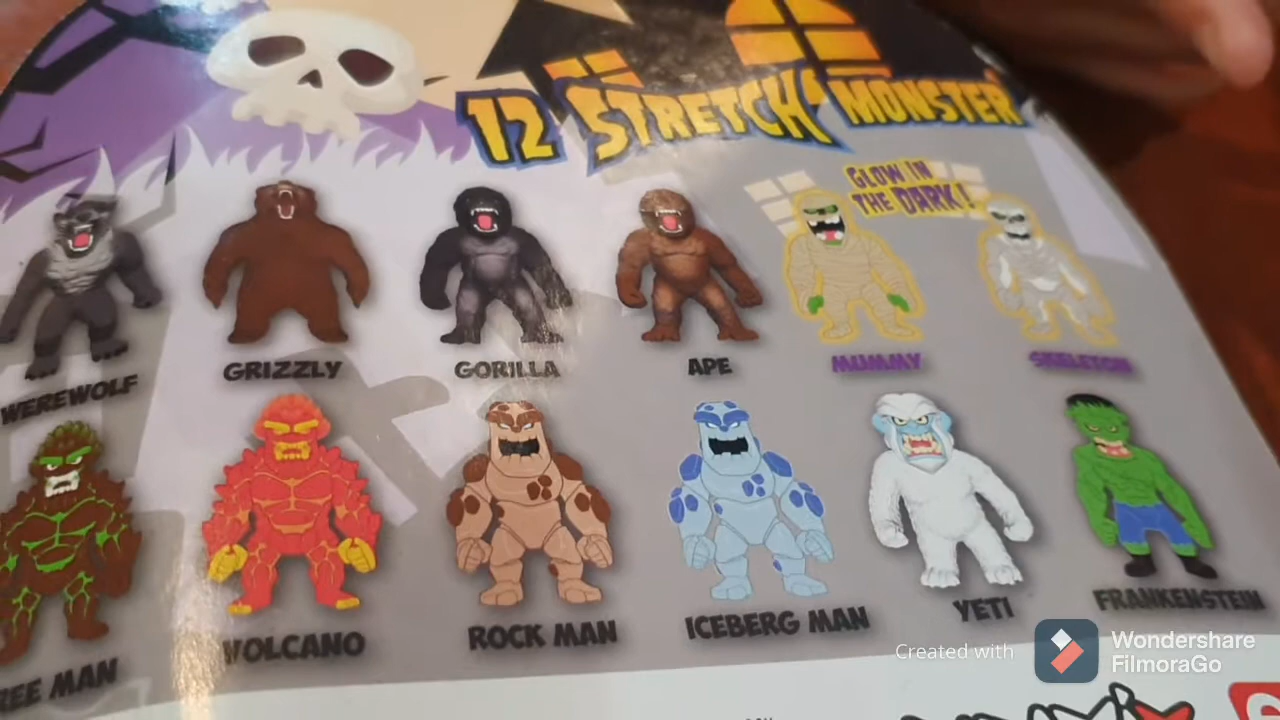 12 STRETCH MONSTER
GLOW IN
THE DARK!
WEREWOLF
GRIZZLY
GORILLA
APE
MUMMY
SKELETON
REE MAN
VOLCANO
ROCK MAN
ICEBERG MAN
YETI
FRANKENSTEIN
Created with
Wondershare
FilmoraGo